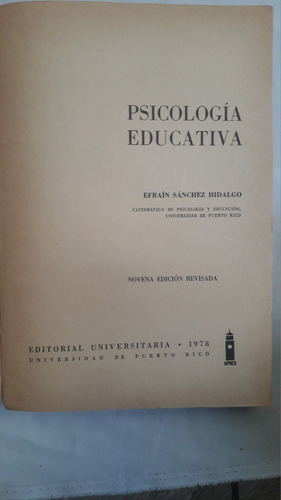 PSICOLOGÍA
EDUCATIVA
EFRAÍN SÁNCHEZ HIDALGO
CATEDRÁTICO DE PSICOLOGÍA Y EDUCACIÓN,
UNIVERSIDAD DE PUERTO RICO
NOVENA EDICIÓN REVISADA
EDITORIAL UNIVERSITARIA • 1978
UNIVERSIDAD DE PUERTO RICO